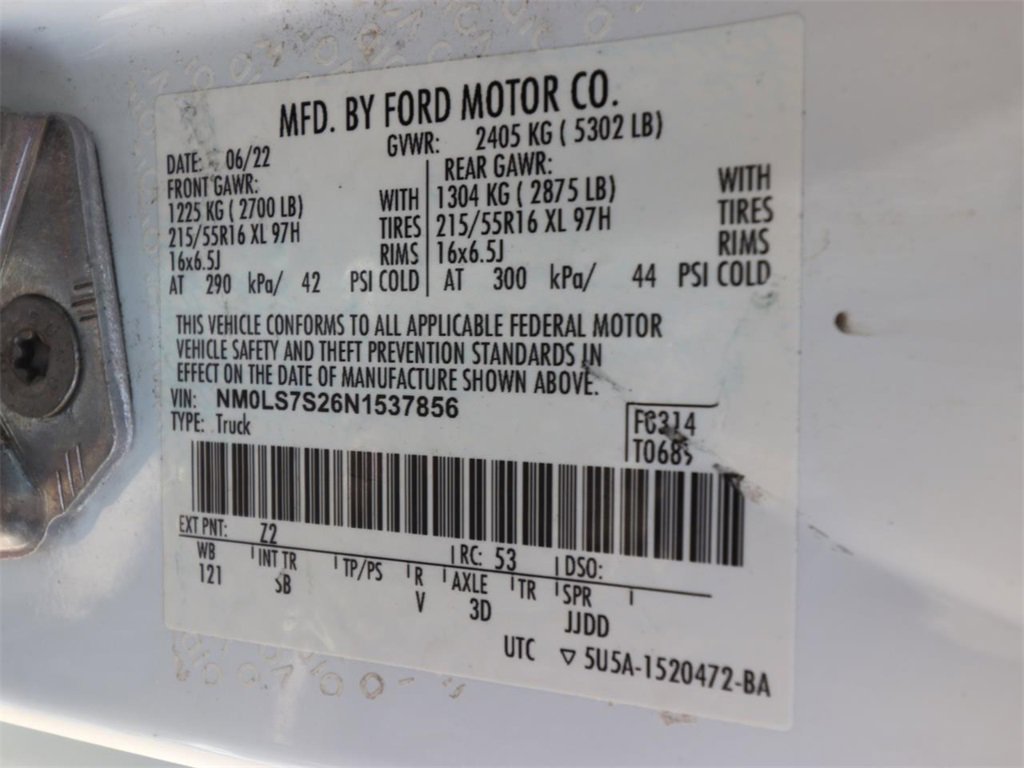 MFD. BY FORD MOTOR CO.
DATE: 06/22
GVWR: 2405 KG ( 5302 LB)
FRONT GAWR:
1225 KG ( 2700 LB) WITH
215/55R16 XL 97H TIRES
16x6.5J RIMS
AT 290 kPa/ 42 PSI COLD
REAR GAWR:
1304 KG ( 2875 LB) WITH
215/55R16 XL 97H TIRES
16x6.5J RIMS
AT 300 kPa/ 44 PSI COLD
THIS VEHICLE CONFORMS TO ALL APPLICABLE FEDERAL MOTOR
VEHICLE SAFETY AND THEFT PREVENTION STANDARDS IN
EFFECT ON THE DATE OF MANUFACTURE SHOWN ABOVE.
VIN: NM0LS7S26N1537856
TYPE: Truck
FC314
T0685
EXT PNT: Z2 RC: 53 DSO:
WB INT TR TP/PS R AXLE TR SPR
121 SB V 3D JJDD
UTC ▽ 5U5A-1520472-BA